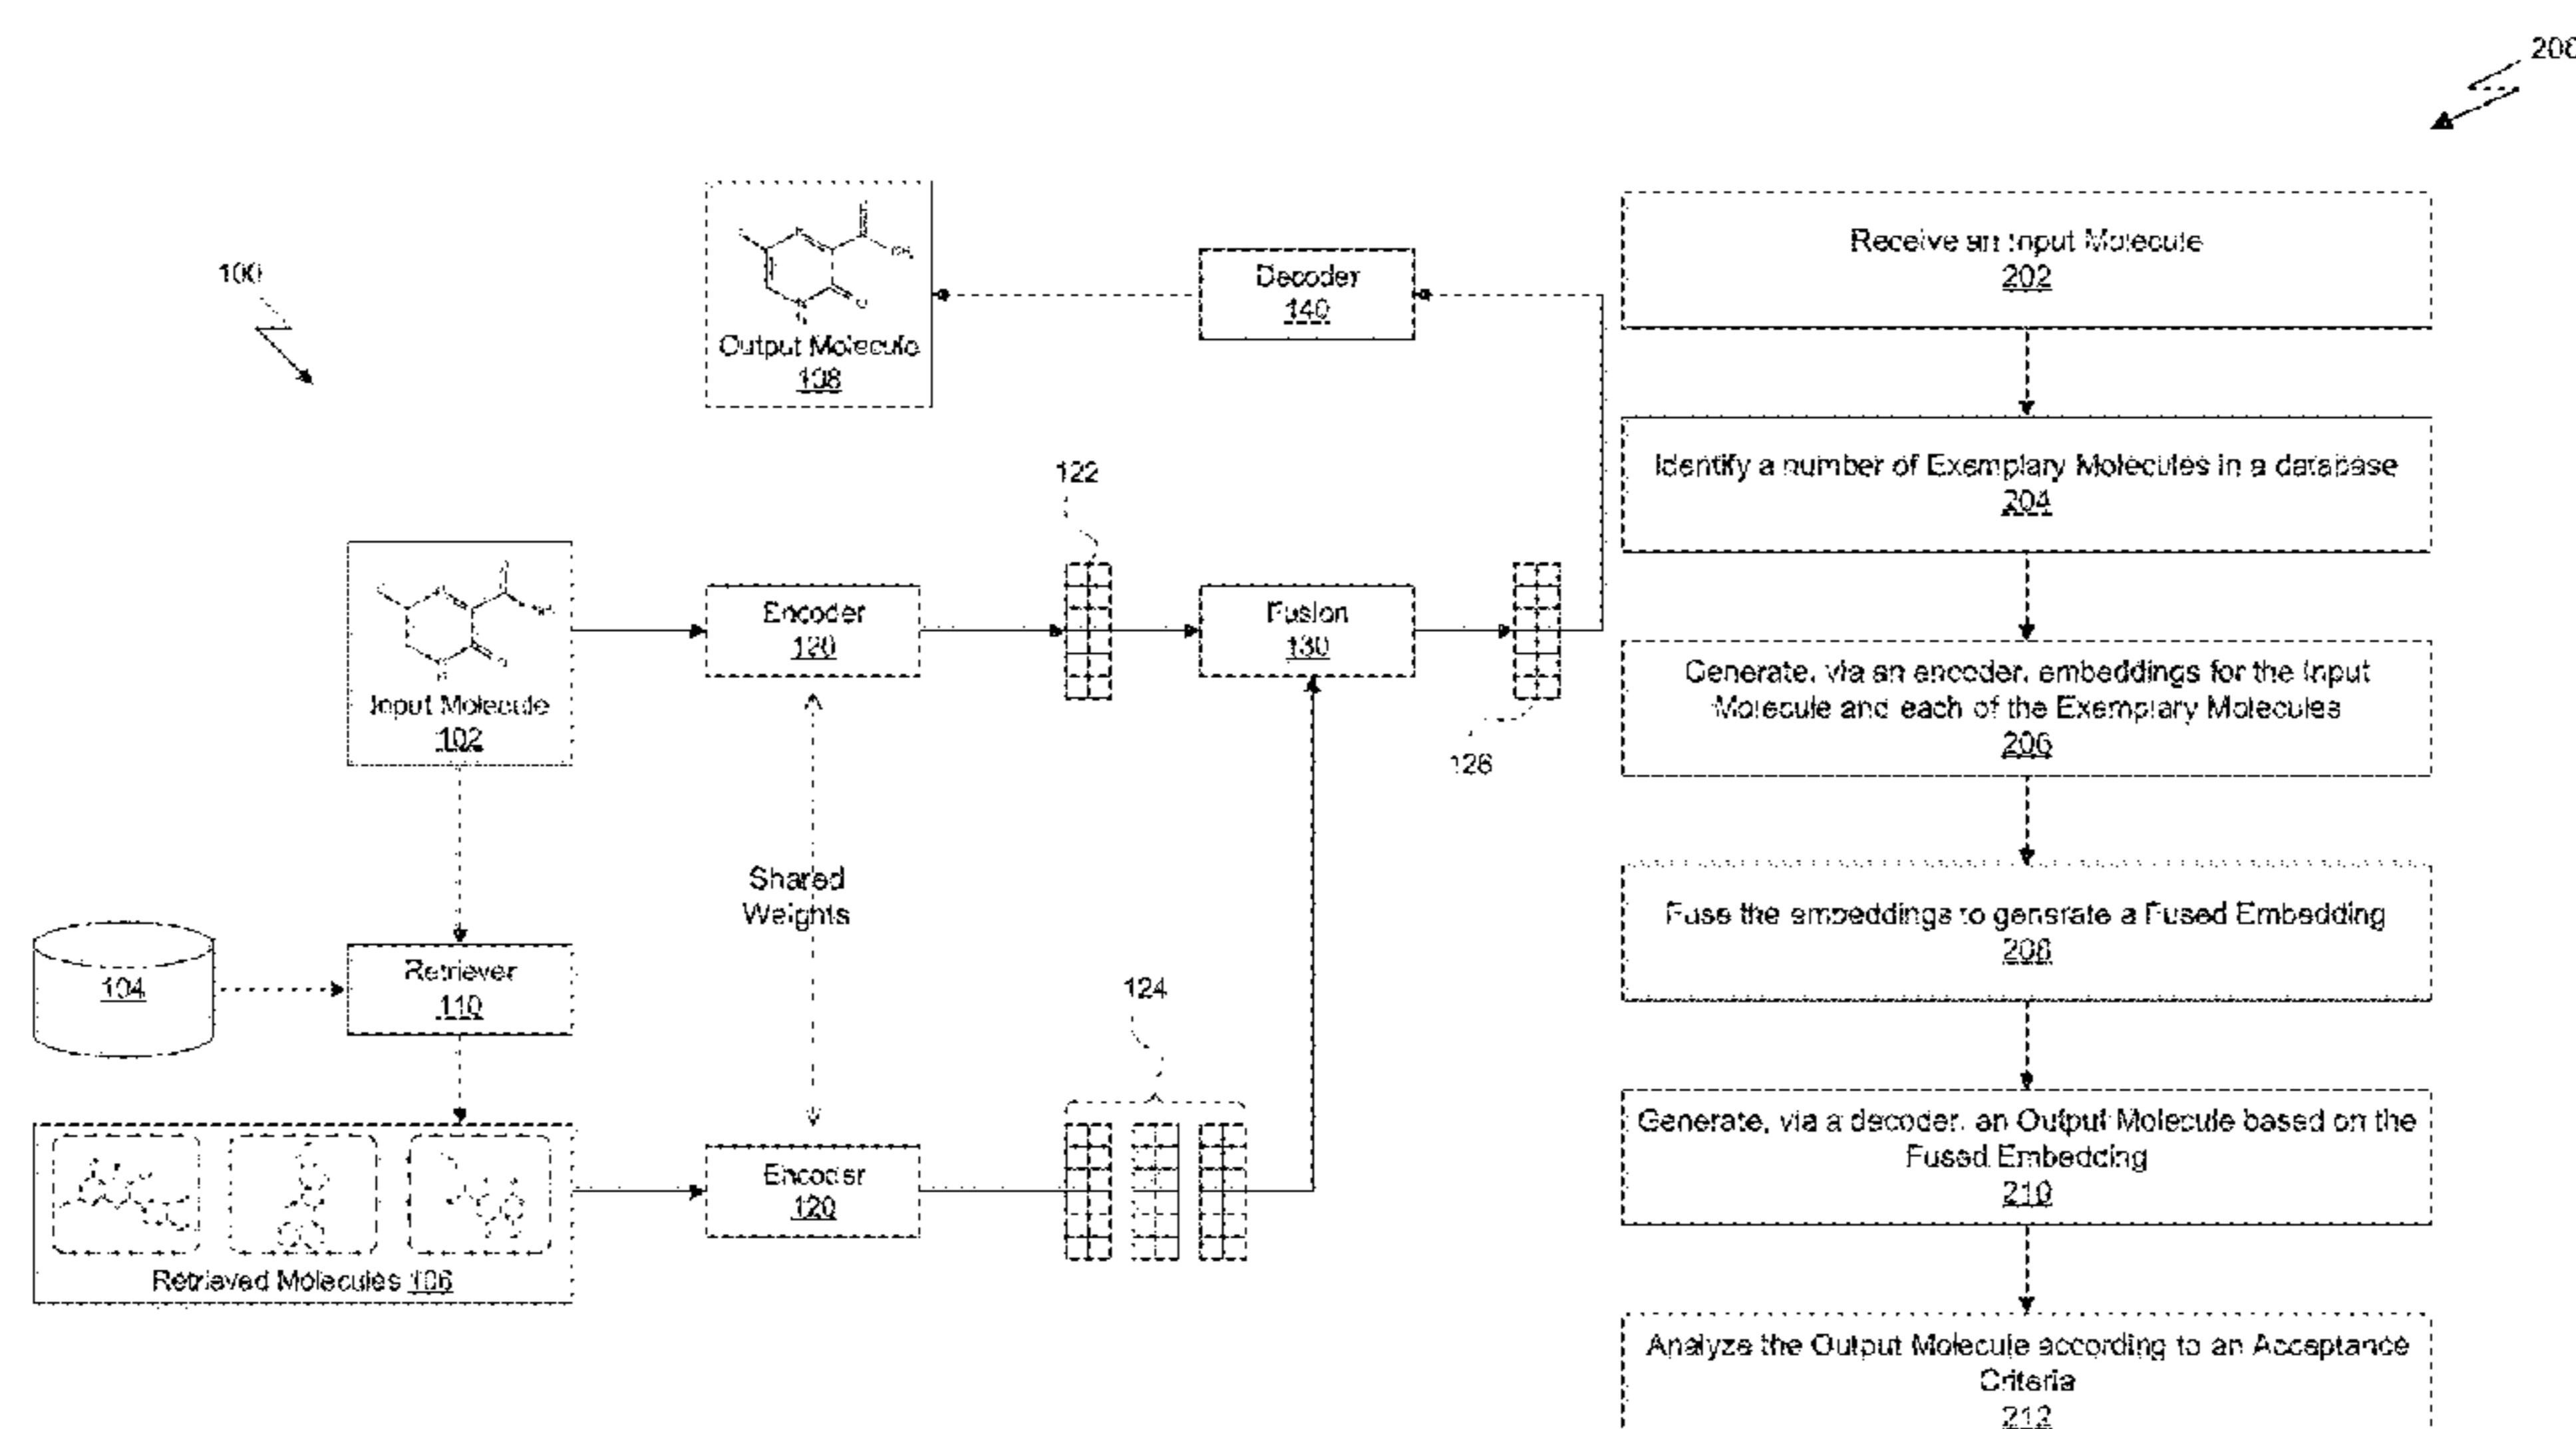 200
100
Output Molecule
108
Decoder
140
122
Input Molecule
102
Encoder
120
Fusion
130
126
Shared
Weights
104
Retriever
110
124
Retrieved Molecules 106
Encoder
120
Receive an Input Molecule
202
Identify a number of Exemplary Molecules in a database
204
Generate, via an encoder, embeddings for the Input
Molecule and each of the Exemplary Molecules
206
Fuse the embeddings to generate a Fused Embedding
208
Generate, via a decoder, an Output Molecule based on the
Fused Embedding
210
Analyze the Output Molecule according to an Acceptance
Criteria
212